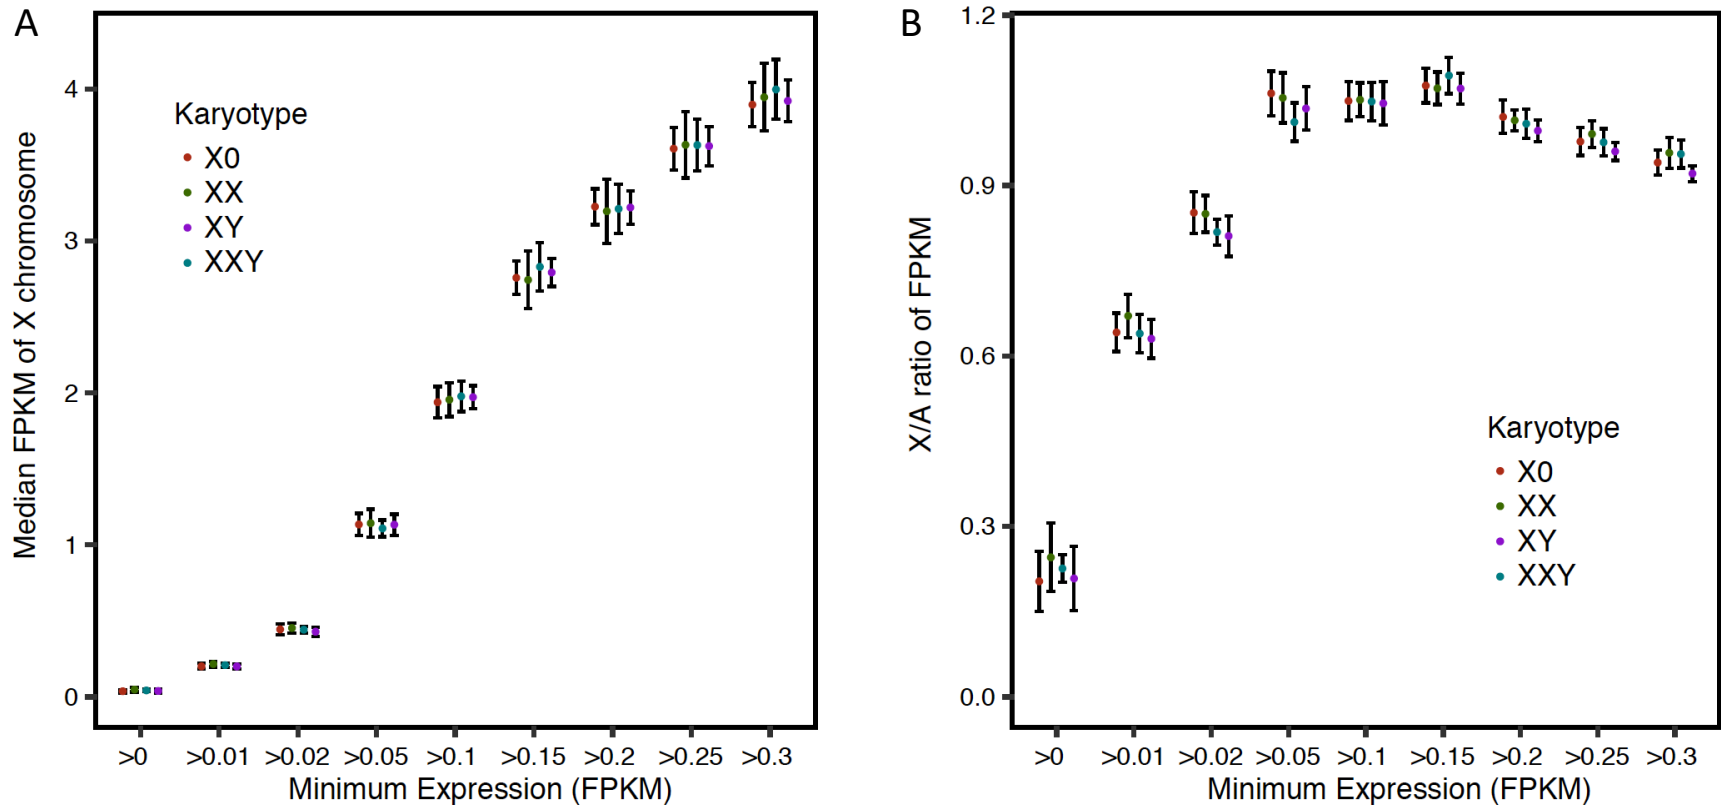 A
Median FPKM of X chromosome
4
3
2
1
0
Karyotype
X0
XX
XY
XXY
>0 >0.01 >0.02 >0.05 >0.1 >0.15 >0.2 >0.25 >0.3
Minimum Expression (FPKM)
B
X/A ratio of FPKM
1.2
0.9
0.6
0.3
0.0
Karyotype
X0
XX
XY
XXY
>0 >0.01 >0.02 >0.05 >0.1 >0.15 >0.2 >0.25 >0.3
Minimum Expression (FPKM)